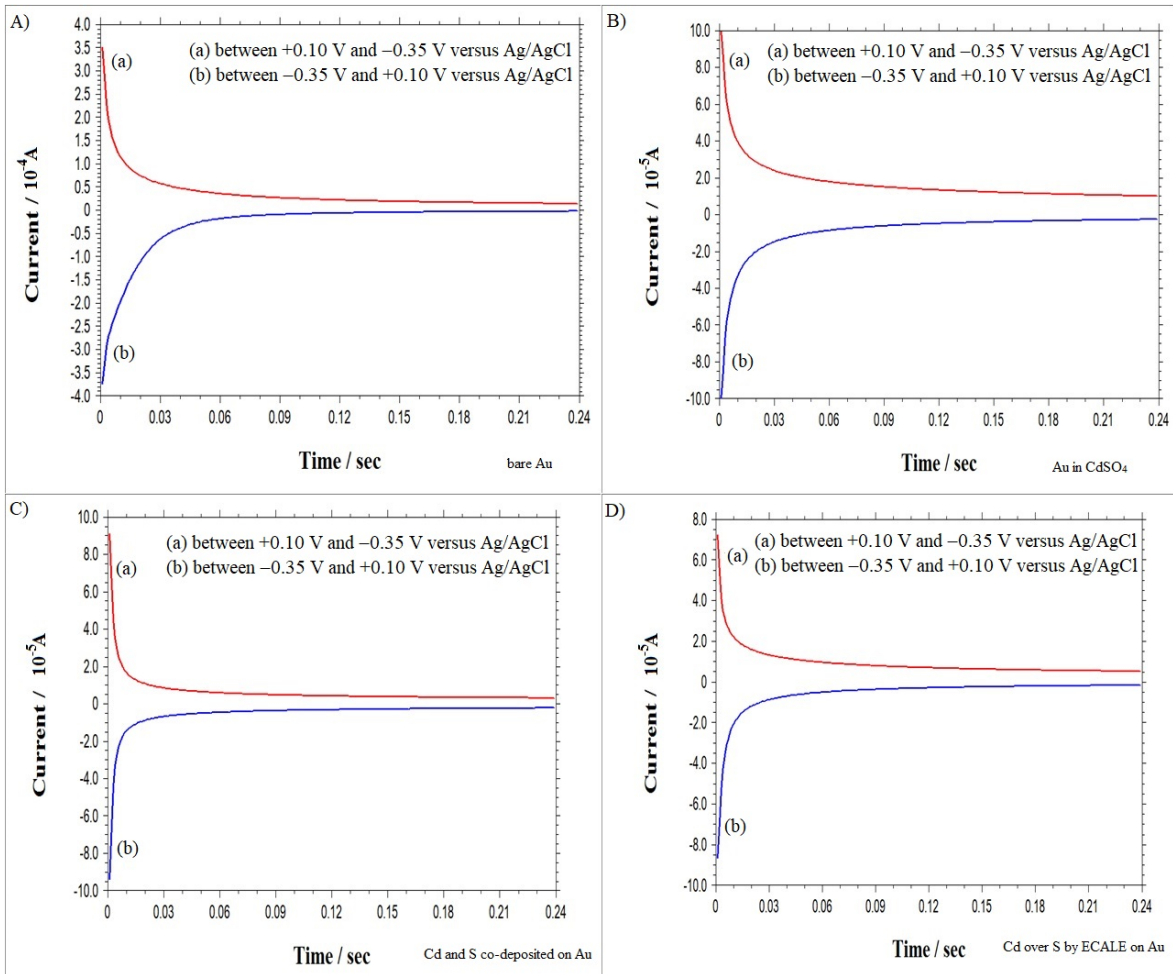 A)
(a) between +0.10 V and −0.35 V versus Ag/AgCl
(b) between −0.35 V and +0.10 V versus Ag/AgCl
(a)
(b)
Current / 10⁻⁴A
4.0
3.5
3.0
2.5
2.0
1.5
1.0
0.5
0
-0.5
-1.0
-1.5
-2.0
-2.5
-3.0
-3.5
-4.0
0 0.03 0.06 0.09 0.12 0.15 0.18 0.21 0.24
Time / sec
bare Au
B)
(a) between +0.10 V and −0.35 V versus Ag/AgCl
(b) between −0.35 V and +0.10 V versus Ag/AgCl
(a)
(b)
Current / 10⁻⁵A
10.0
8.0
6.0
4.0
2.0
0
-2.0
-4.0
-6.0
-8.0
-10.0
0 0.03 0.06 0.09 0.12 0.15 0.18 0.21 0.24
Time / sec
Au in CdSO₄
C)
(a) between +0.10 V and −0.35 V versus Ag/AgCl
(b) between −0.35 V and +0.10 V versus Ag/AgCl
(a)
(b)
Current / 10⁻⁵A
10.0
8.0
6.0
4.0
2.0
0
-2.0
-4.0
-6.0
-8.0
-10.0
0 0.03 0.06 0.09 0.12 0.15 0.18 0.21 0.24
Time / sec
Cd and S co-deposited on Au
D)
(a) between +0.10 V and −0.35 V versus Ag/AgCl
(b) between −0.35 V and +0.10 V versus Ag/AgCl
(a)
(b)
Current / 10⁻⁵A
8.0
6.0
4.0
2.0
0
-2.0
-4.0
-6.0
-8.0
-10.0
0 0.03 0.06 0.09 0.12 0.15 0.18 0.21 0.24
Time / sec
Cd over S by ECALE on Au